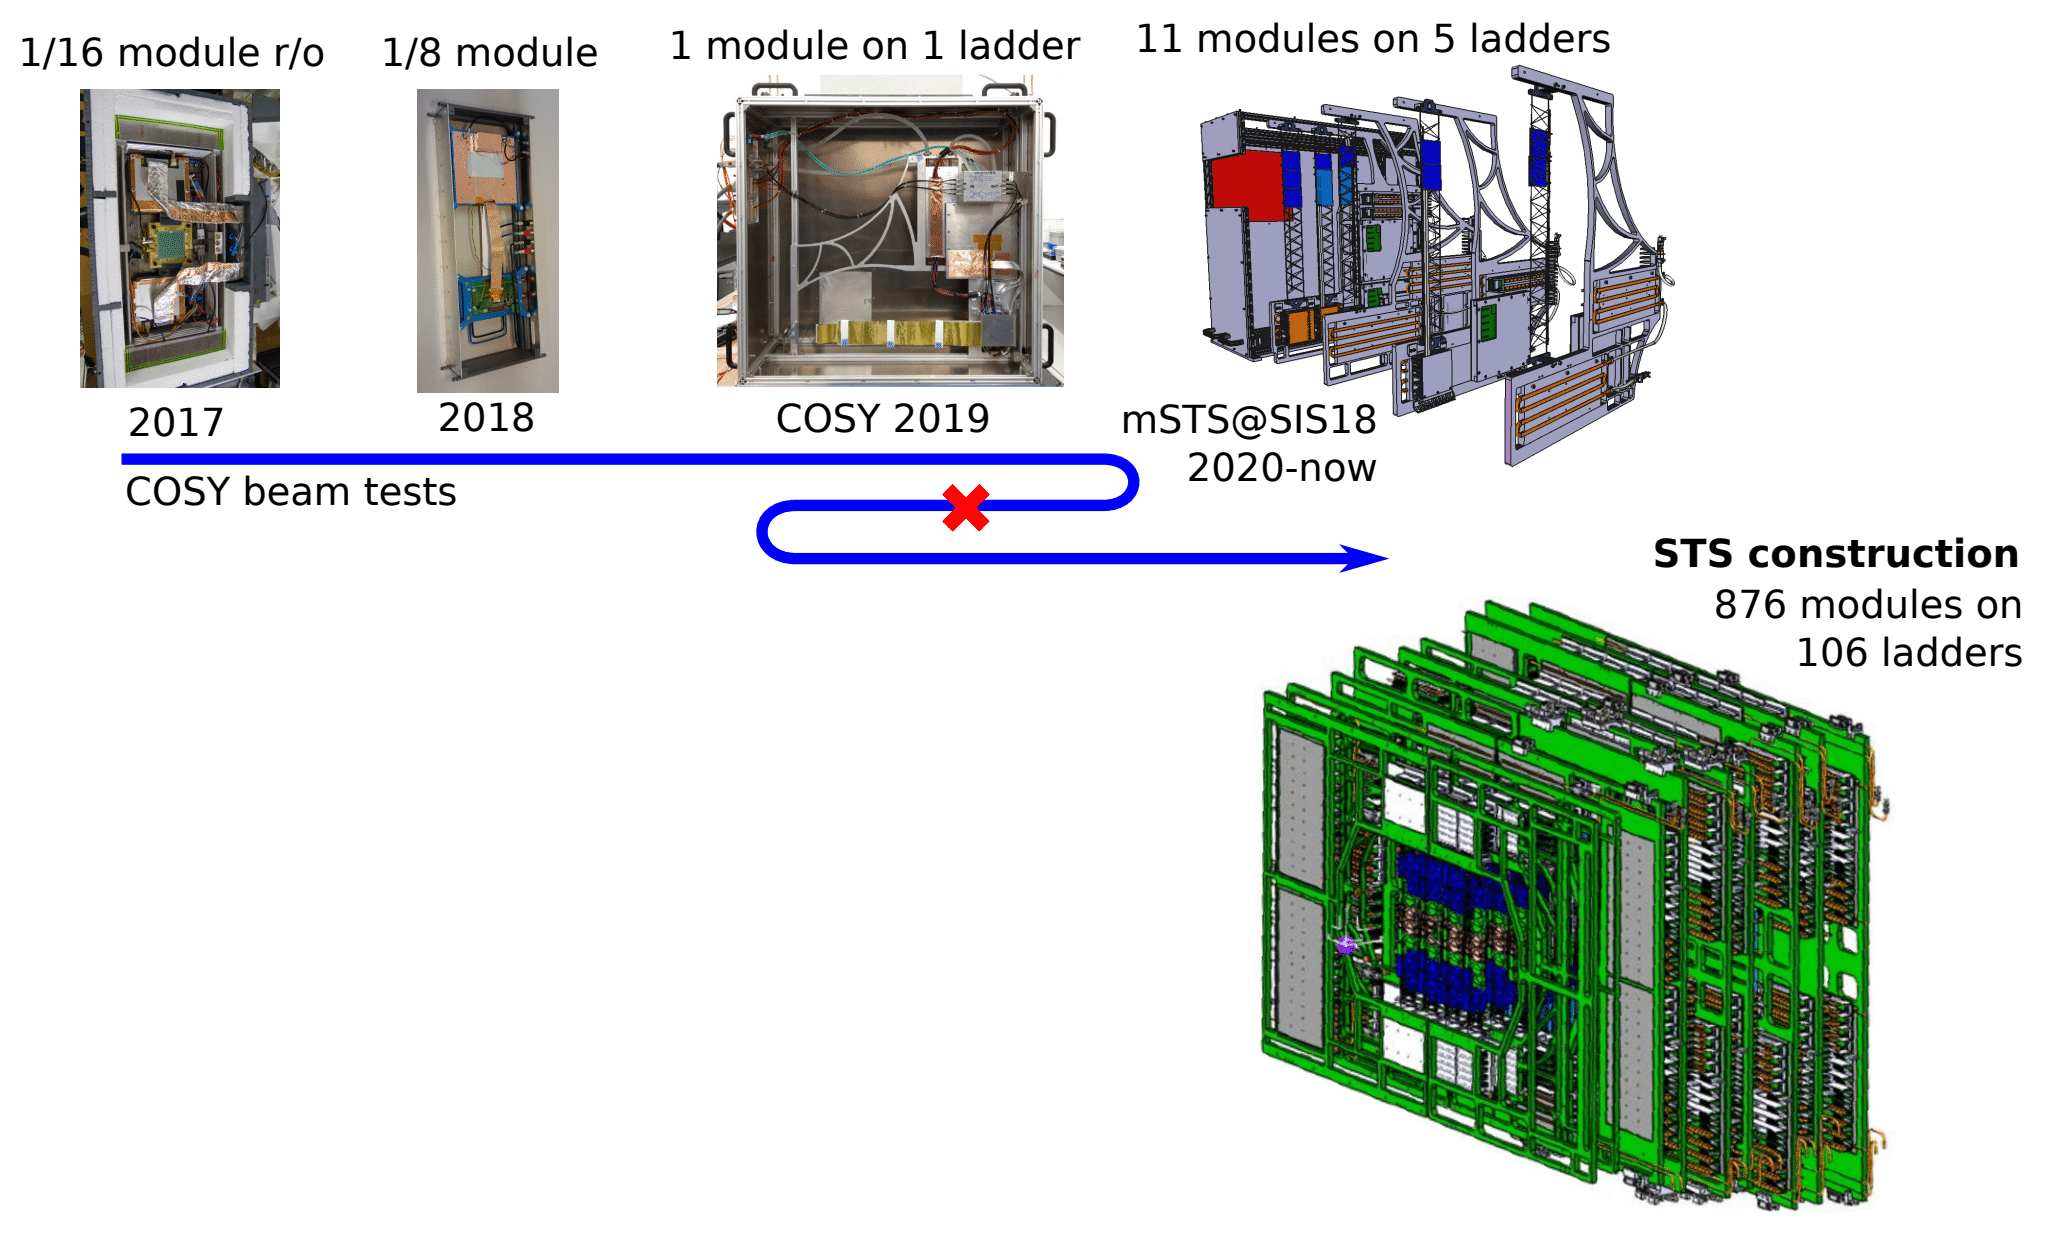 1/16 module r/o
1/8 module
1 module on 1 ladder
11 modules on 5 ladders
2017
2018
COSY 2019
mSTS@SIS18
2020-now
COSY beam tests
STS construction
876 modules on
106 ladders